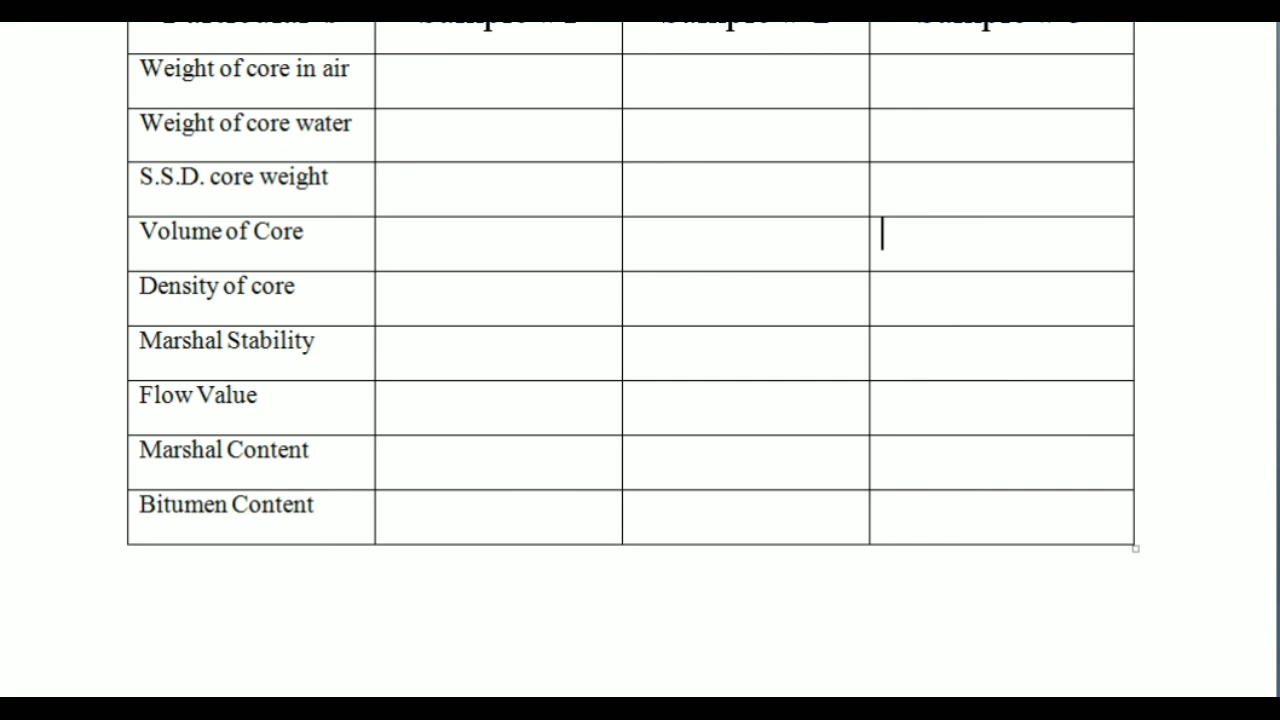 Weight of core in air
Weight of core water
S.S.D. core weight
Volume of Core
Density of core
Marshal Stability
Flow Value
Marshal Content
Bitumen Content